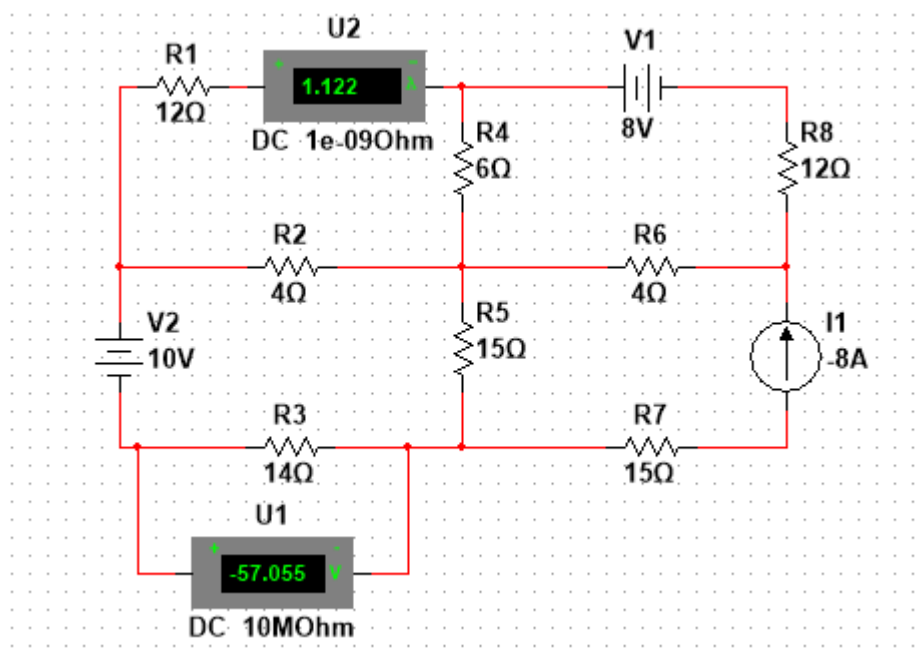 U2
R1
V1
+
-
1.122
A
12Ω
DC 1e-09Ohm
8V
R4
6Ω
R8
12Ω
R2
4Ω
R6
4Ω
V2
10V
R5
15Ω
I1
-8A
R3
14Ω
R7
15Ω
U1
+
-
-57.055
V
DC 10MOhm